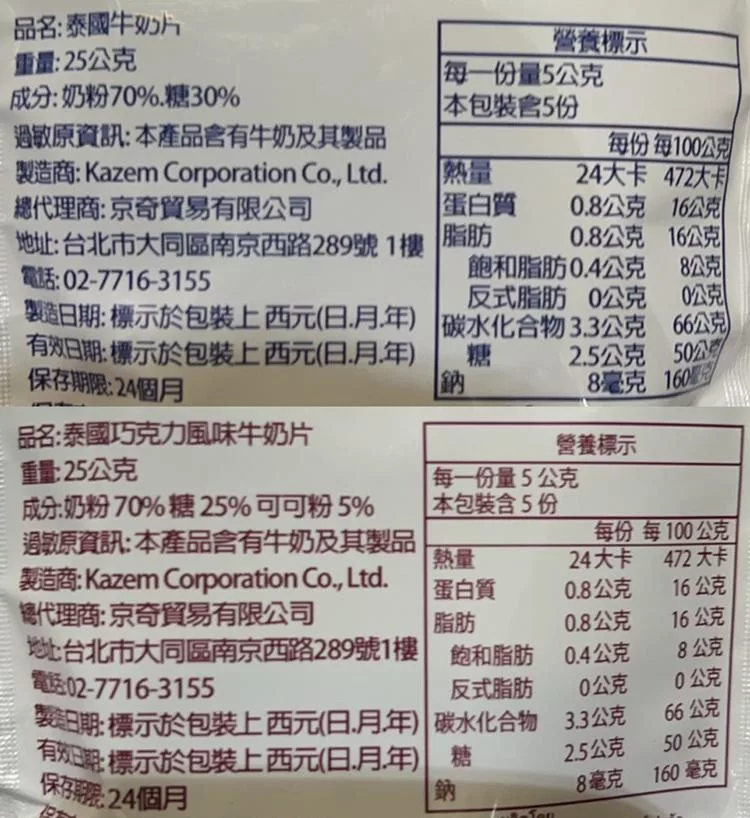 品名:泰國牛奶片
重量:25公克
成分:奶粉70%.糖30%
過敏原資訊:本產品含有牛奶及其製品
製造商:Kazem Corporation Co., Ltd.
總代理商:京奇貿易有限公司
地址:台北市大同區南京西路289號 1樓
電話:02-7716-3155
製造日期:標示於包裝上 西元(日.月.年)
有效日期:標示於包裝上 西元(日.月.年)
保存期限:24個月
營養標示
每一份量5公克
本包裝含5份
每份 每100公克
熱量 24大卡 472大卡
蛋白質 0.8公克 16公克
脂肪 0.8公克 16公克
飽和脂肪 0.4公克 8公克
反式脂肪 0公克 0公克
碳水化合物 3.3公克 66公克
糖 2.5公克 50公克
鈉 8毫克 160毫克
品名:泰國巧克力風味牛奶片
重量:25公克
成分:奶粉 70% 糖 25% 可可粉 5%
過敏原資訊:本產品含有牛奶及其製品
製造商:Kazem Corporation Co., Ltd.
總代理商:京奇貿易有限公司
地址:台北市大同區南京西路289號1樓
電話:02-7716-3155
製造日期:標示於包裝上 西元(日.月.年)
有效日期:標示於包裝上 西元(日.月.年)
保存期限:24個月
營養標示
每一份量 5 公克
本包裝含 5 份
每份 每 100 公克
熱量 24 大卡 472 大卡
蛋白質 0.8 公克 16 公克
脂肪 0.8 公克 16 公克
飽和脂肪 0.4 公克 8 公克
反式脂肪 0 公克 0 公克
碳水化合物 3.3 公克 66 公克
糖 2.5 公克 50 公克
鈉 8 毫克 160 毫克